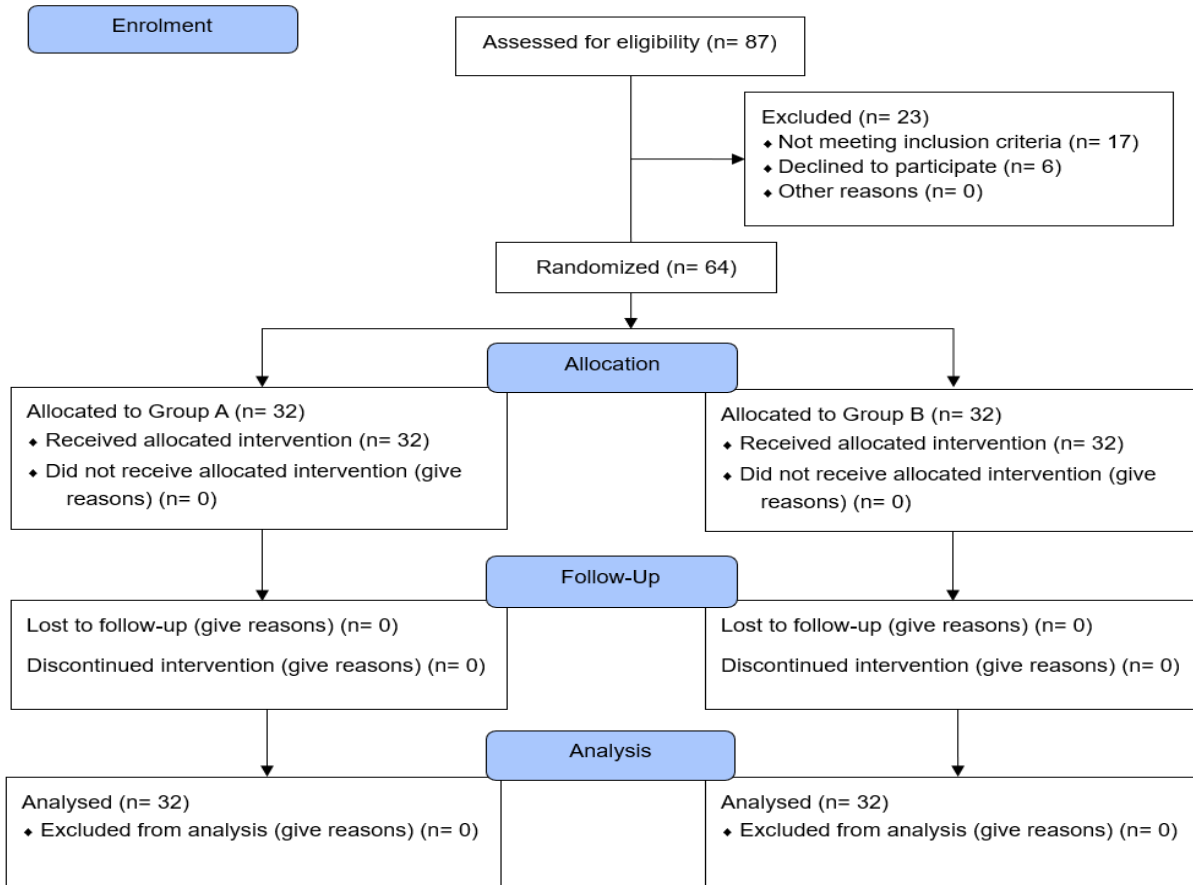 Enrolment
Assessed for eligibility (n= 87)
Excluded (n= 23)
⬥ Not meeting inclusion criteria (n= 17)
⬥ Declined to participate (n= 6)
⬥ Other reasons (n= 0)
Randomized (n= 64)
Allocation
Allocated to Group A (n= 32)
⬥ Received allocated intervention (n= 32)
⬥ Did not receive allocated intervention (give
reasons) (n= 0)
Allocated to Group B (n= 32)
⬥ Received allocated intervention (n= 32)
⬥ Did not receive allocated intervention (give
reasons) (n= 0)
Follow-Up
Lost to follow-up (give reasons) (n= 0)
Discontinued intervention (give reasons) (n= 0)
Lost to follow-up (give reasons) (n= 0)
Discontinued intervention (give reasons) (n= 0)
Analysis
Analysed (n= 32)
⬥ Excluded from analysis (give reasons) (n= 0)
Analysed (n= 32)
⬥ Excluded from analysis (give reasons) (n= 0)